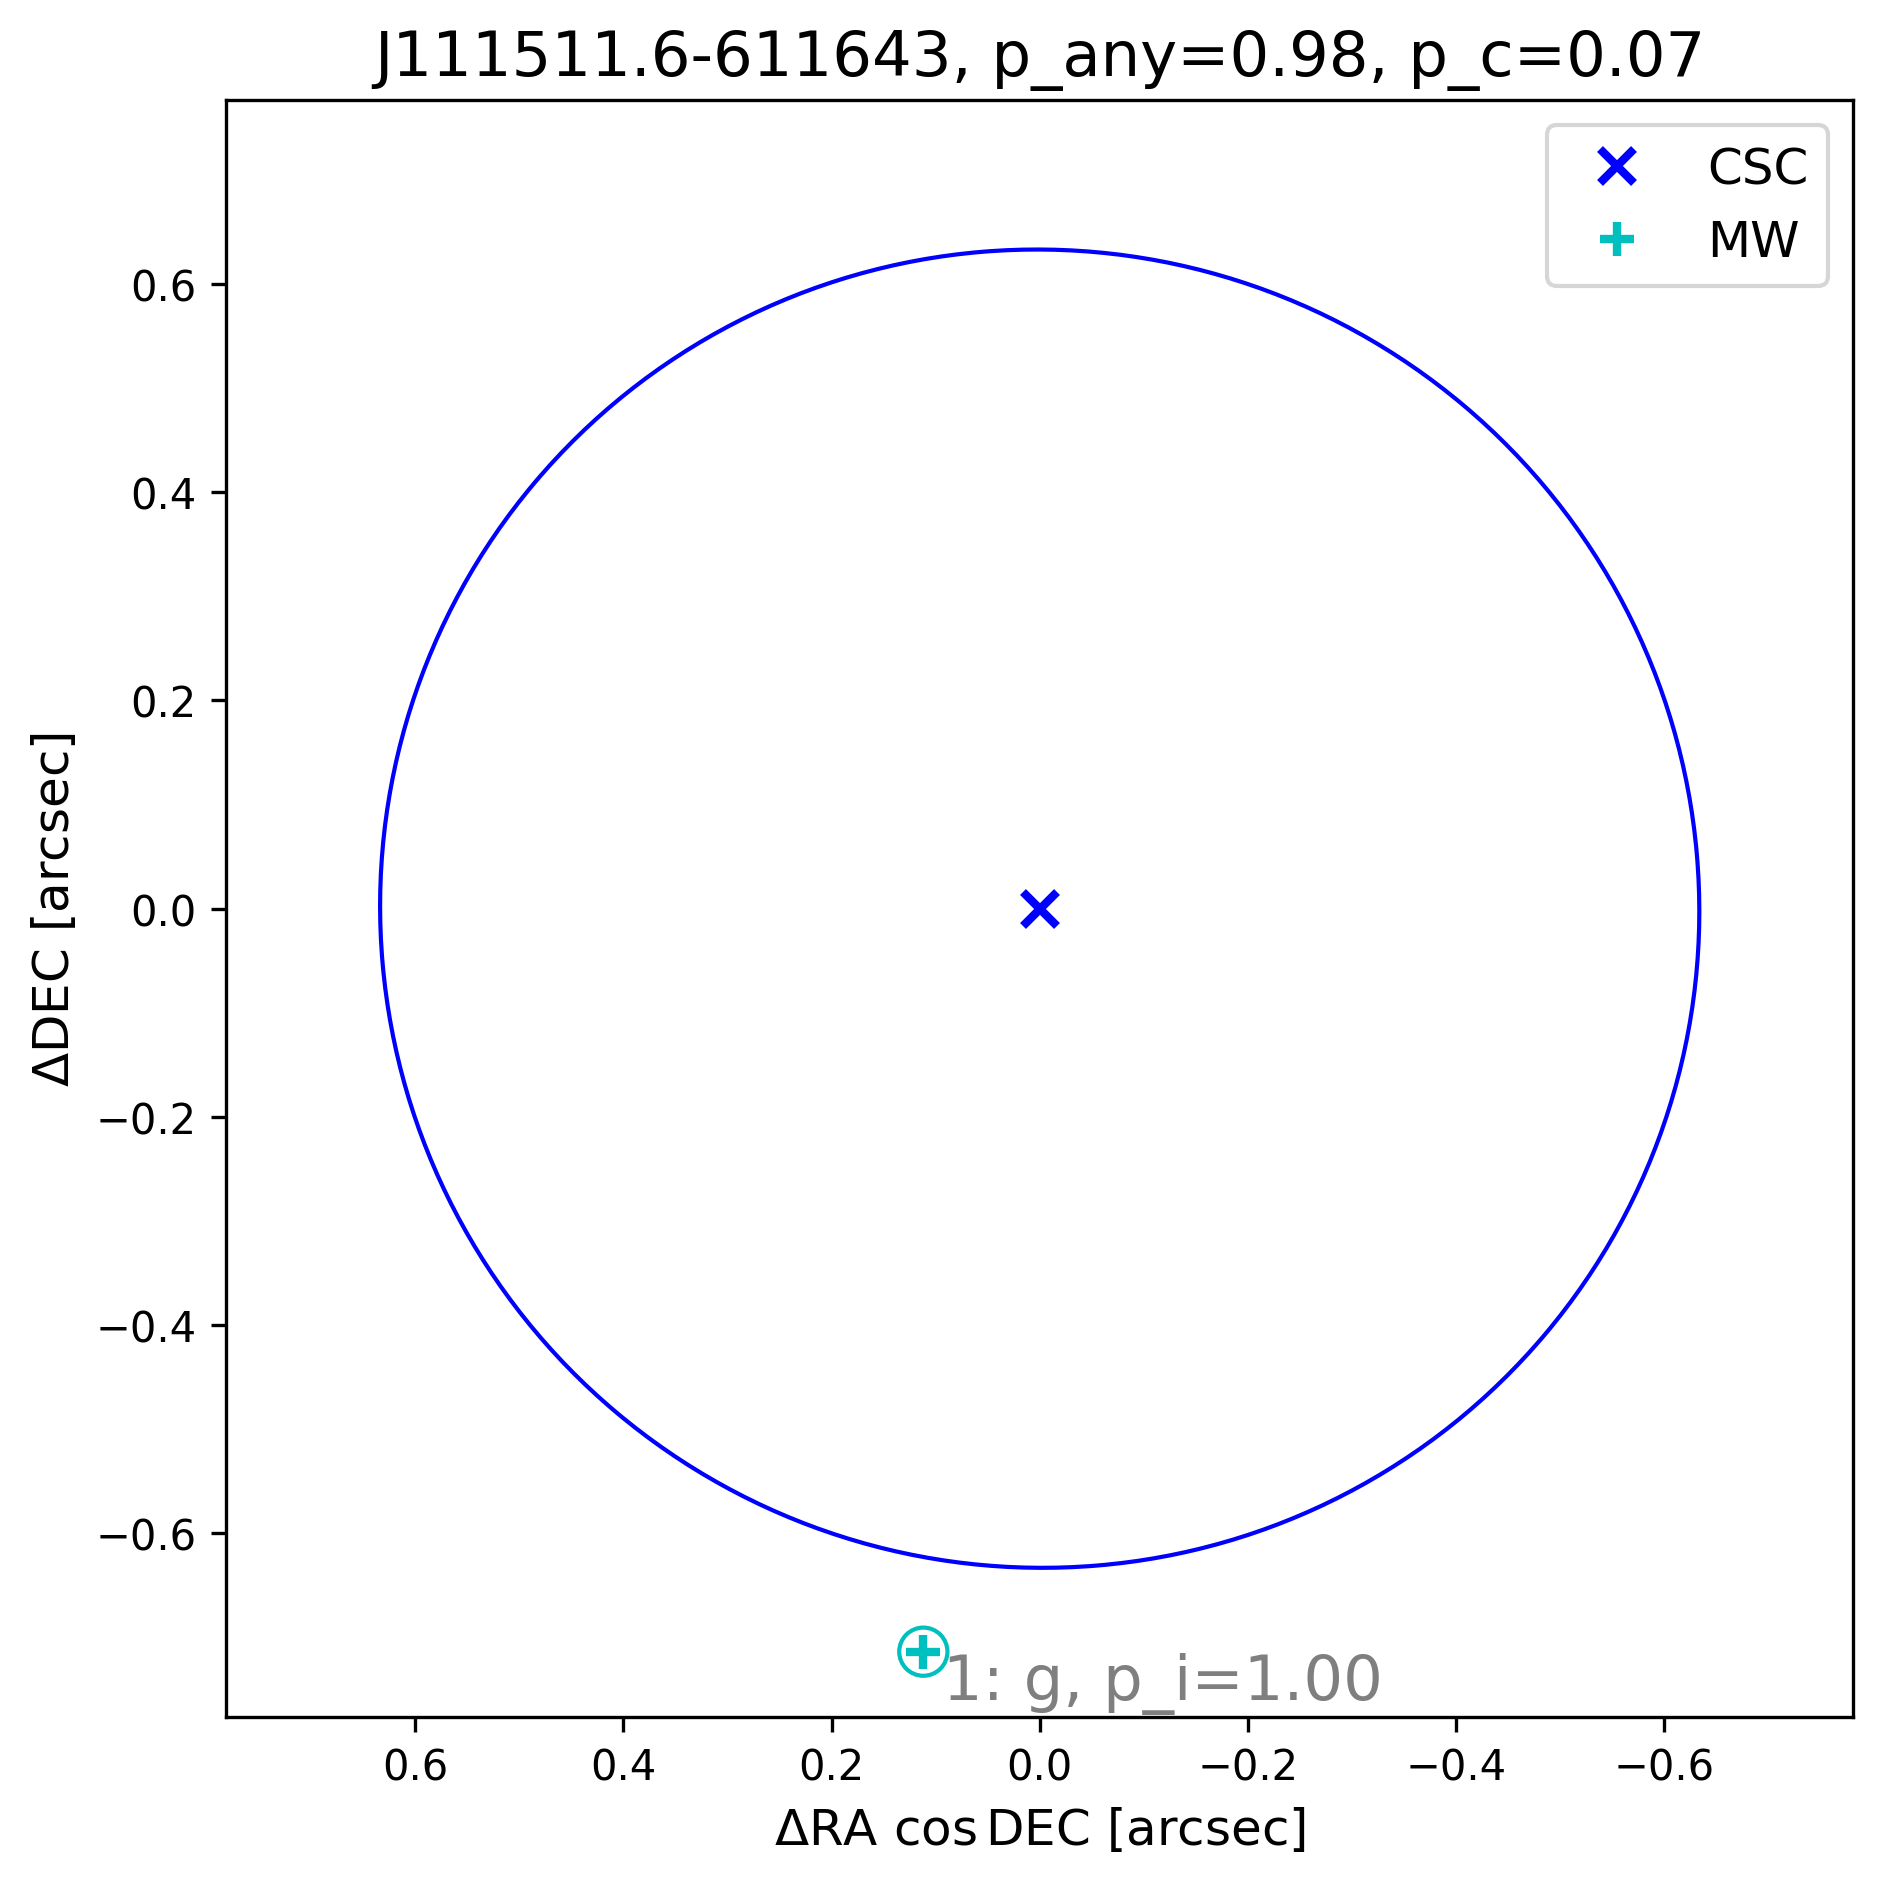 J111511.6-611643, p_any=0.98, p_c=0.07
CSC
MW
0.6
0.4
0.2
0.0
−0.2
−0.4
−0.6
ΔDEC [arcsec]
1: g, p_i=1.00
0.6 0.4 0.2 0.0 −0.2 −0.4 −0.6
ΔRA cos DEC [arcsec]